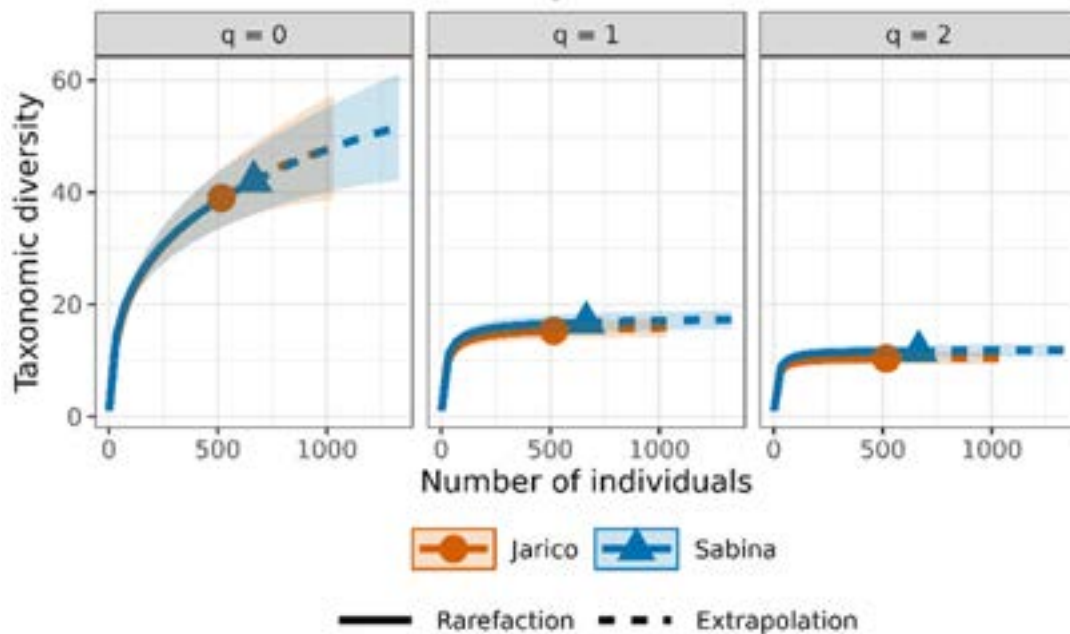 q = 0 q = 1 q = 2
Taxonomic diversity
60
40
20
0
0 500 1000 0 500 1000 0 500 1000
Number of individuals
Jarico Sabina
Rarefaction Extrapolation